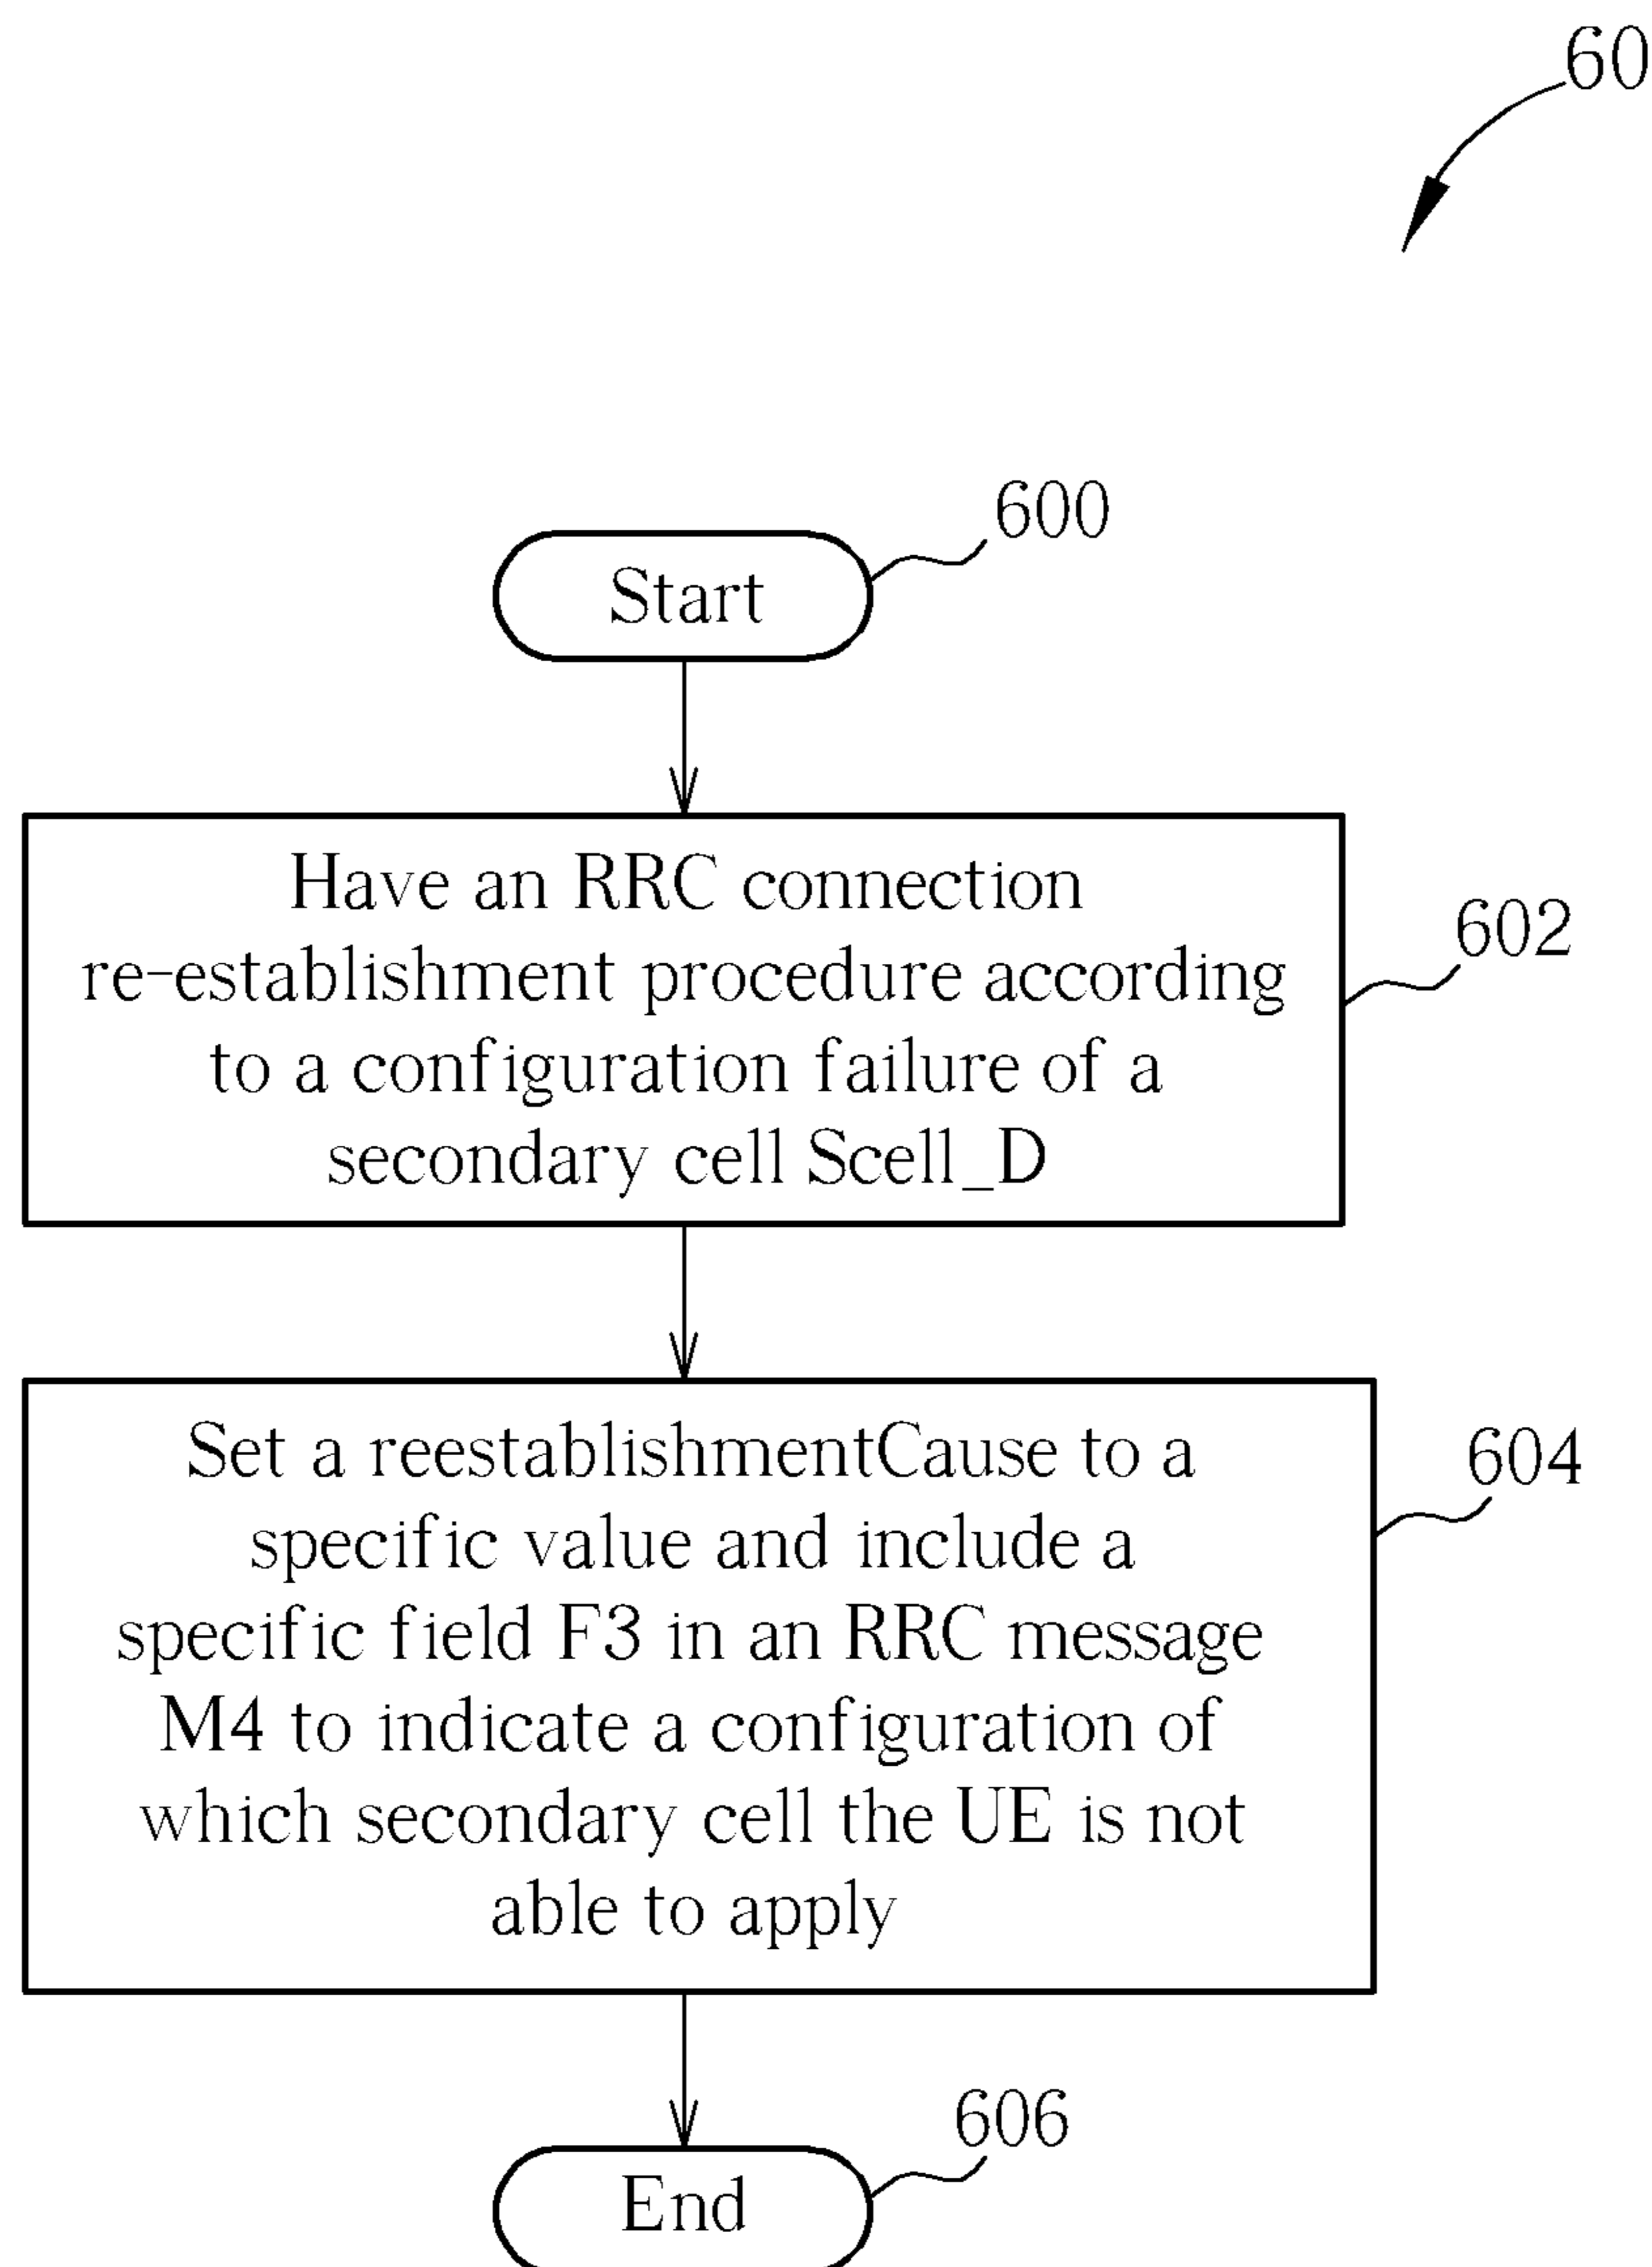 60
600
Start
Have an RRC connection
re-establishment procedure according
to a configuration failure of a
secondary cell Scell_D
602
Set a reestablishmentCause to a
specific value and include a
specific field F3 in an RRC message
M4 to indicate a configuration of
which secondary cell the UE is not
able to apply
604
606
End